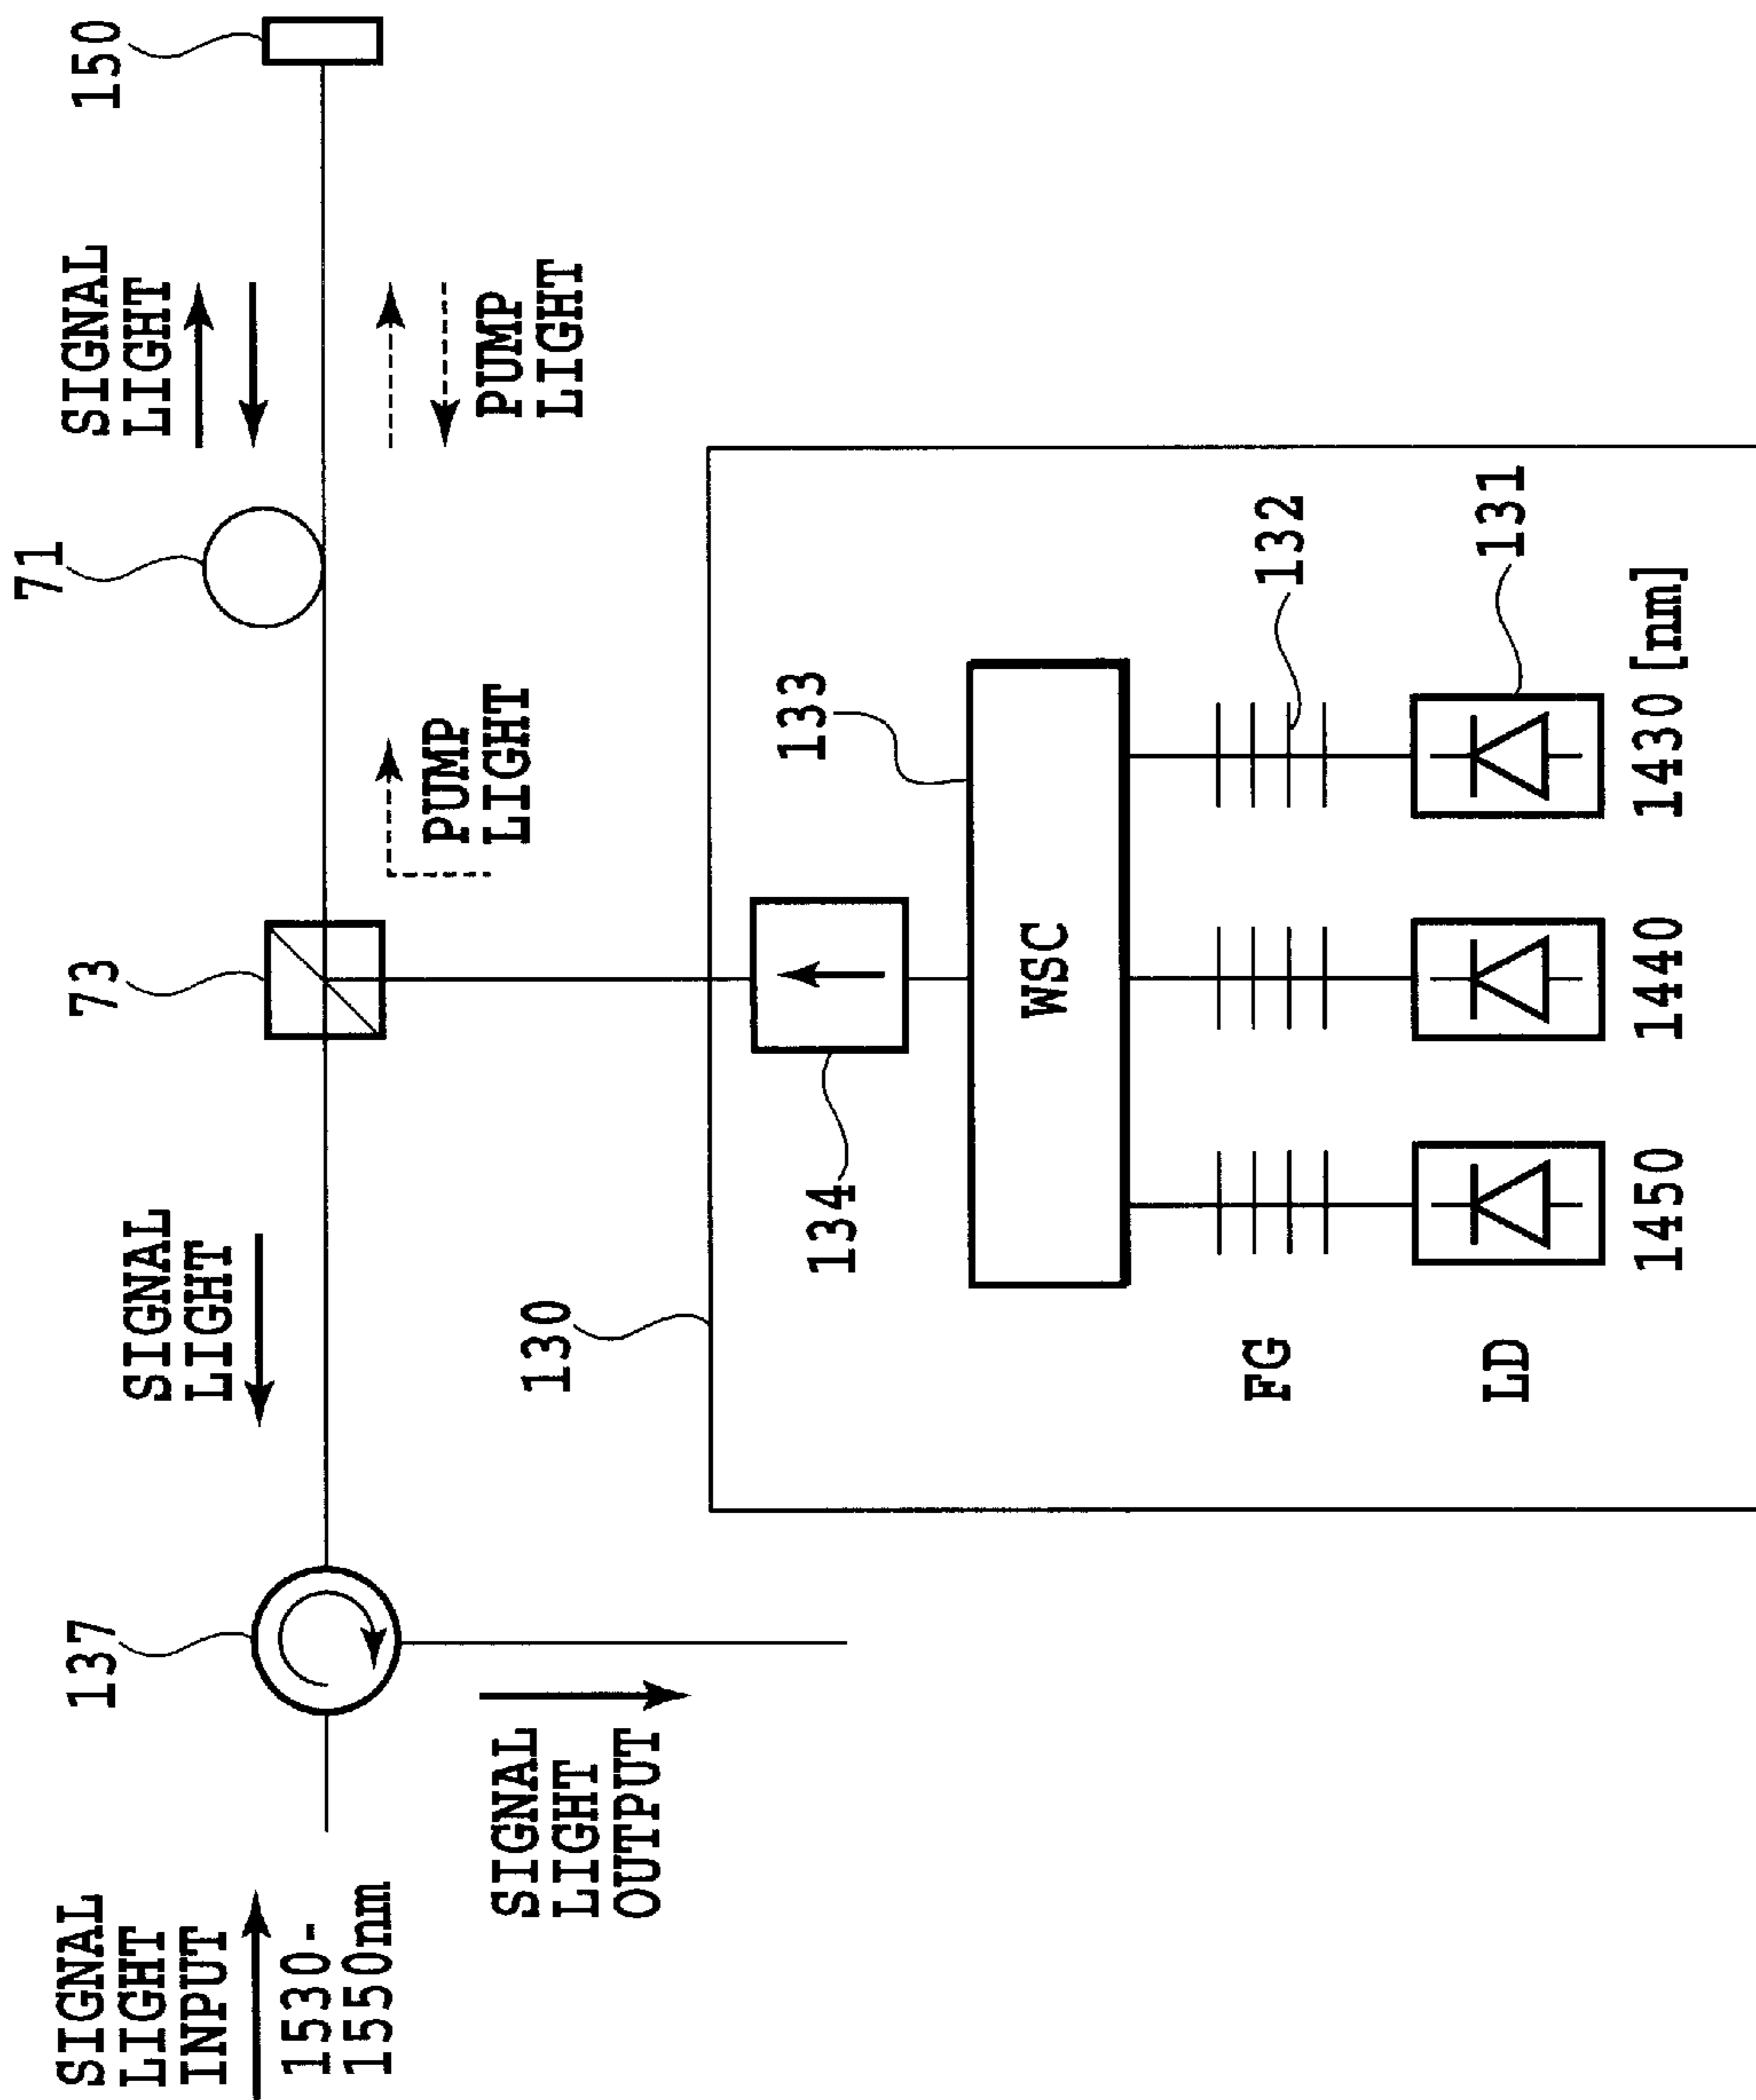 SIGNAL
LIGHT
INPUT
1530-
1550nm
137
SIGNAL
LIGHT
OUTPUT
SIGNAL
LIGHT
73
PUMP
LIGHT
71
SIGNAL
LIGHT
PUMP
LIGHT
150
130
134
133
WSC
FG
132
LD
131
1450
1440
1430 [nm]